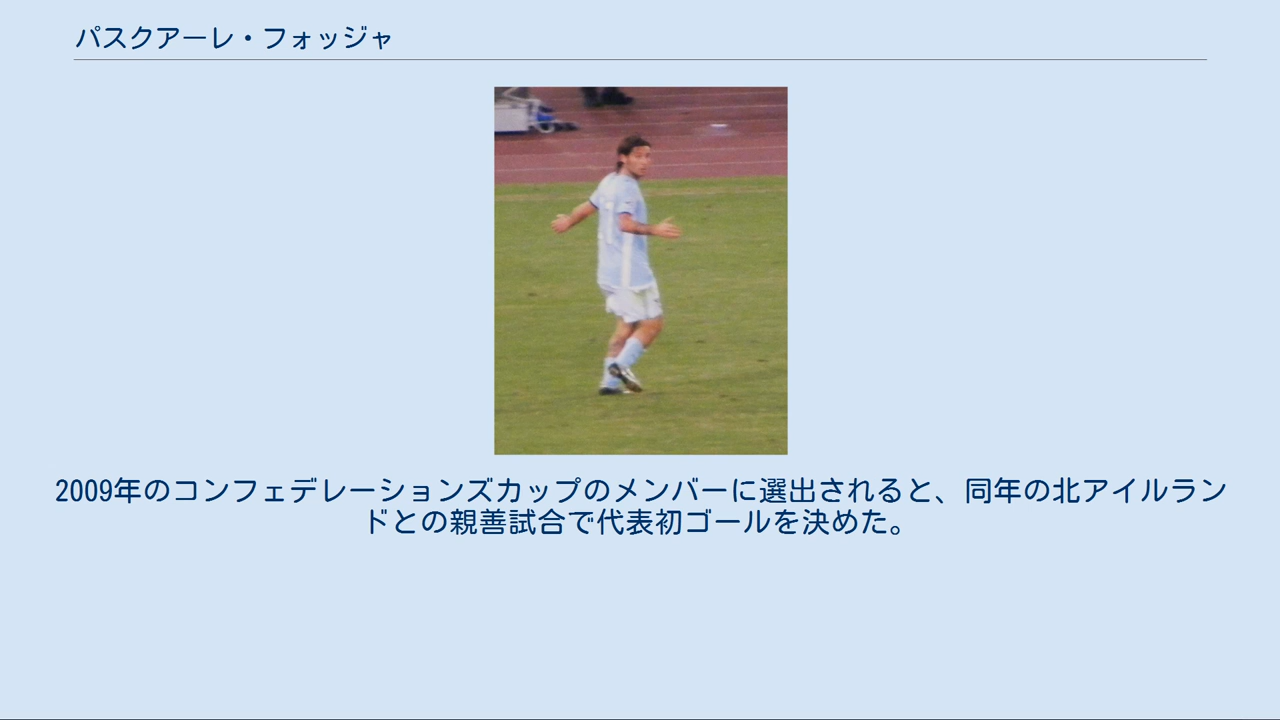 パスクアーレ・フォッジャ
2009年のコンフェデレーションズカップのメンバーに選出されると、同年の北アイルラン
ドとの親善試合で代表初ゴールを決めた。